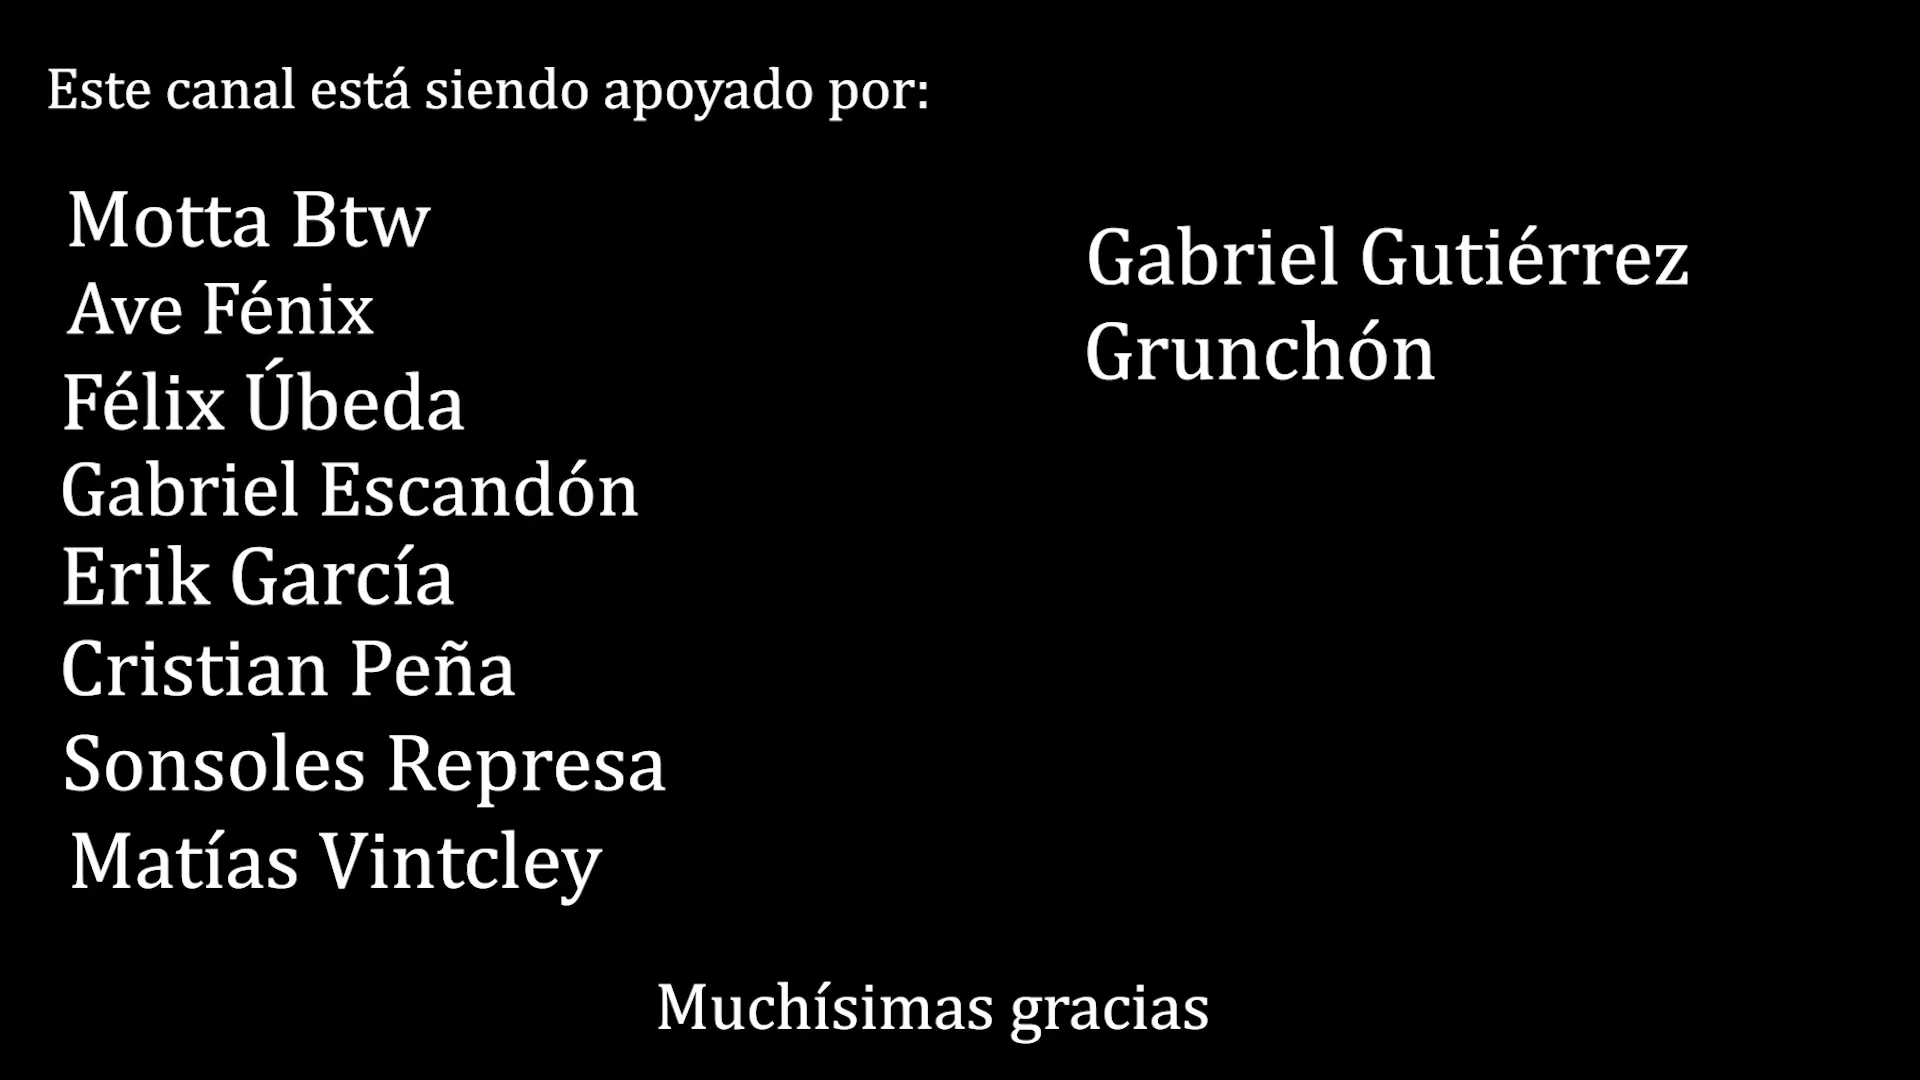 Este canal está siendo apoyado por:
Motta Btw
Ave Fénix
Félix Úbeda
Gabriel Escandón
Erik García
Cristian Peña
Sonsoles Represa
Matías Vintcley
Gabriel Gutiérrez
Grunchón
Muchísimas gracias